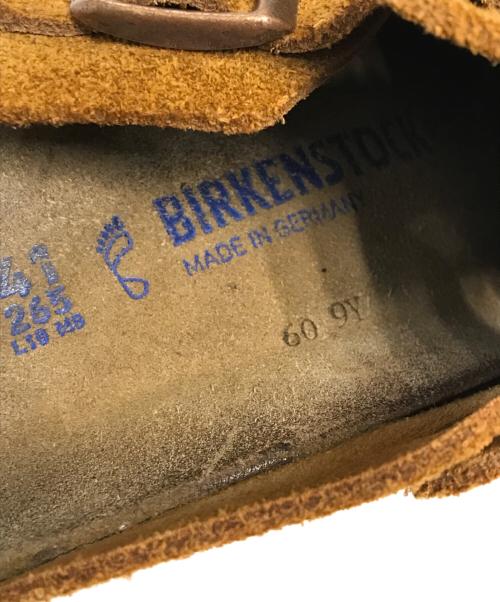 BIRKENSTOCK
MADE IN GERMANY
41
265
L10 M8
60 9Y